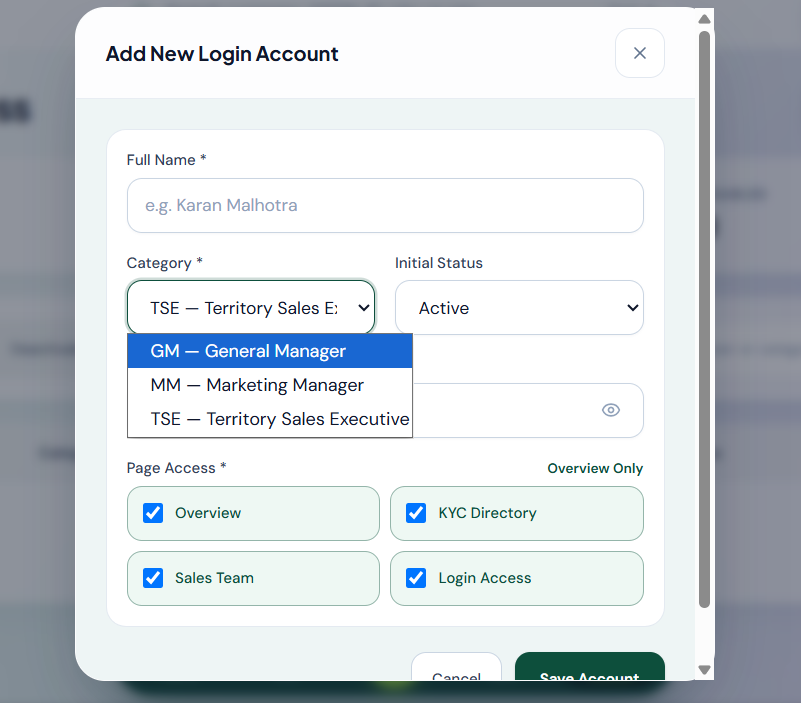 Add New Login Account
Full Name *
e.g. Karan Malhotra
Category * Initial Status
TSE — Territory Sales Ex Active
GM — General Manager
MM — Marketing Manager
TSE — Territory Sales Executive
Page Access * Overview Only
Overview KYC Directory
Sales Team Login Access
Cancel Save Account